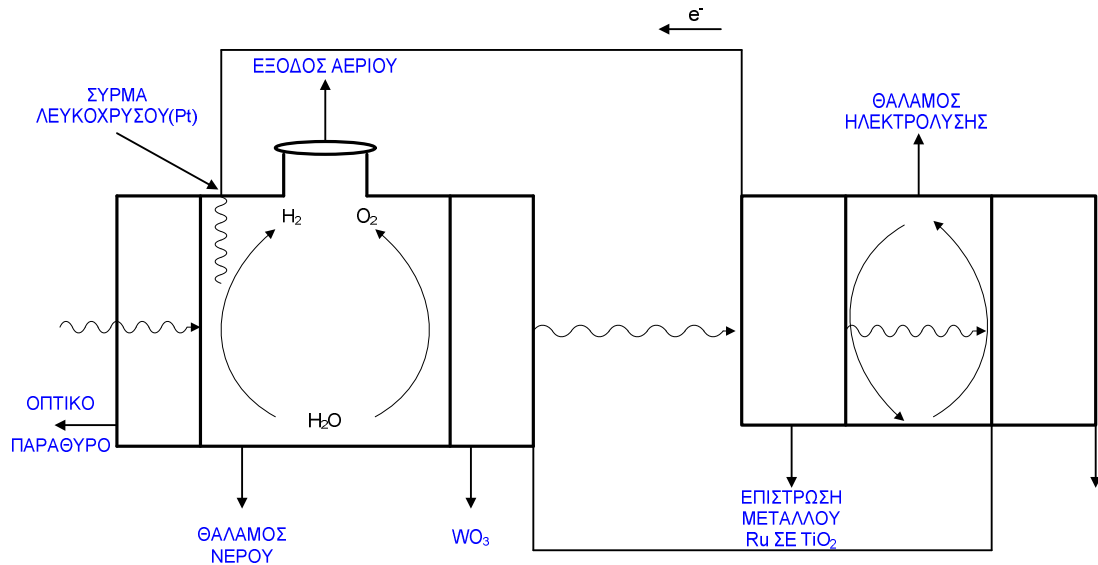 e⁻
ΕΞΟΔΟΣ ΑΕΡΙΟΥ
ΣΥΡΜΑ
ΛΕΥΚΟΧΡΥΣΟΥ(Pt)
ΘΑΛΑΜΟΣ
ΗΛΕΚΤΡΟΛΥΣΗΣ
H₂
O₂
ΟΠΤΙΚΟ
ΠΑΡΑΘΥΡΟ
H₂O
ΘΑΛΑΜΟΣ
ΝΕΡΟΥ
WO₃
ΕΠΙΣΤΡΩΣΗ
ΜΕΤΑΛΛΟΥ
Ru ΣΕ TiO₂